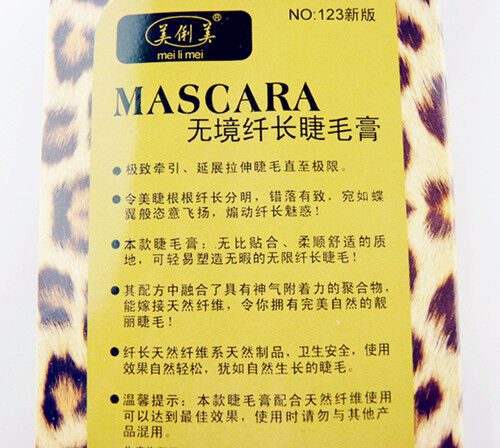 NO:123新版
美俐美®
mei li mei
MASCARA
无境纤长睫毛膏
极致牵引、延展拉伸睫毛直至极限。
令美睫根根纤长分明，错落有致，宛如蝶
翼般恣意飞扬，煽动纤长魅惑！
本款睫毛膏：无比贴合、柔顺舒适的质
地，可轻易塑造无暇的无限纤长睫毛！
其配方中融合了具有神气附着力的聚合物，
能嫁接天然纤维，令你拥有完美自然的靓
丽睫毛！
纤长天然纤维系天然制品，卫生安全，使用
效果自然轻松，犹如自然生长的睫毛。
温馨提示：本款睫毛膏配合天然纤维使用
可以达到最佳效果，使用时请勿与其他产
品混用。